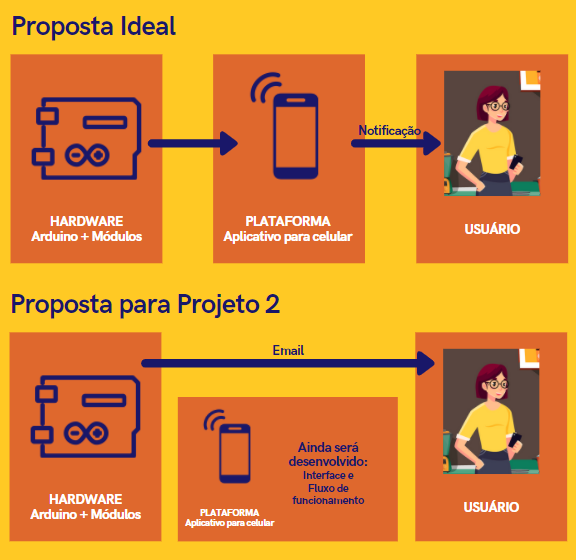 Proposta Ideal
Notificação
HARDWARE
Arduino + Módulos
PLATAFORMA
Aplicativo para celular
USUÁRIO
Proposta para Projeto 2
Email
Ainda será
desenvolvido:
Interface e
Fluxo de
funcionamento
HARDWARE
Arduino + Módulos
PLATAFORMA
Aplicativo para celular
USUÁRIO